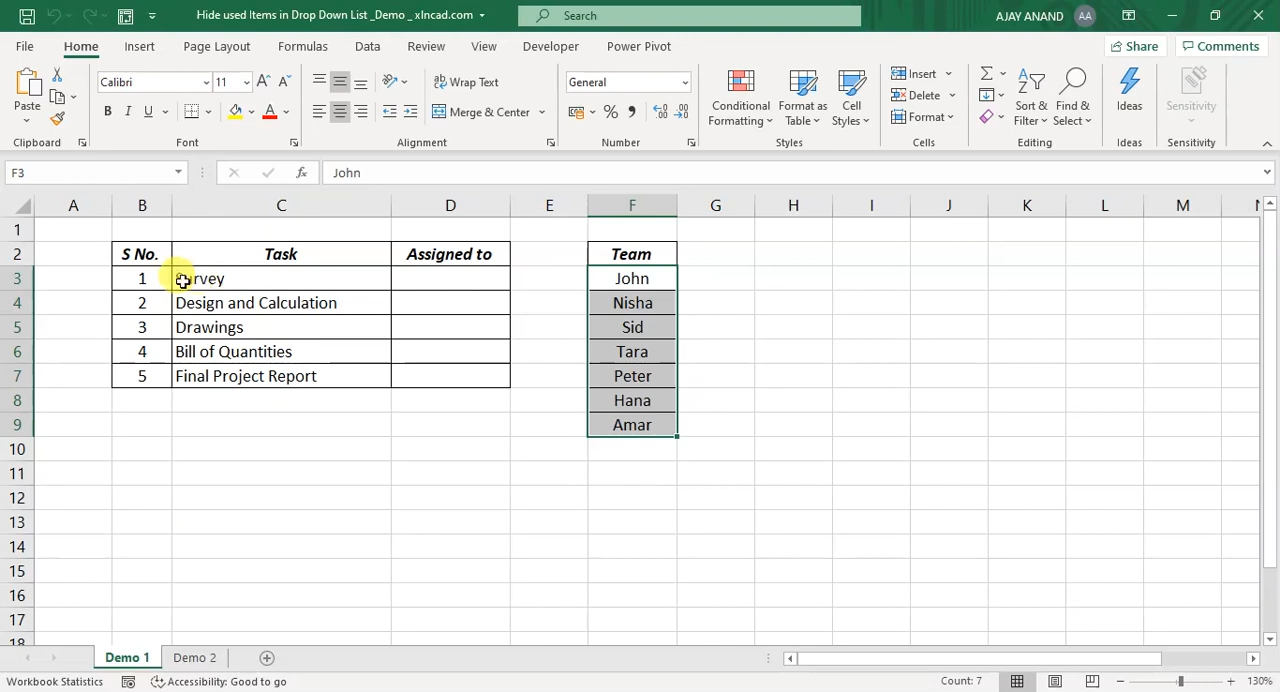 Hide used Items in Drop Down List _Demo _ xlncad.com
Search
AJAY ANAND AA
File Home Insert Page Layout Formulas Data Review View Developer Power Pivot Share Comments
Paste
Calibri 11
Wrap Text
Merge & Center
General
Conditional Formatting
Format as Table
Cell Styles
Insert
Delete
Format
Sort & Filter
Find & Select
Ideas
Sensitivity
Clipboard Font Alignment Number Styles Cells Editing Ideas Sensitivity
F3 fx John
A B C D E F G H I J K L M
1
2 S No. Task Assigned to Team
3 1 Survey John
4 2 Design and Calculation Nisha
5 3 Drawings Sid
6 4 Bill of Quantities Tara
7 5 Final Project Report Peter
8 Hana
9 Amar
10
11
12
13
14
15
16
17
18
Demo 1 Demo 2
Workbook Statistics Accessibility: Good to go Count: 7 130%